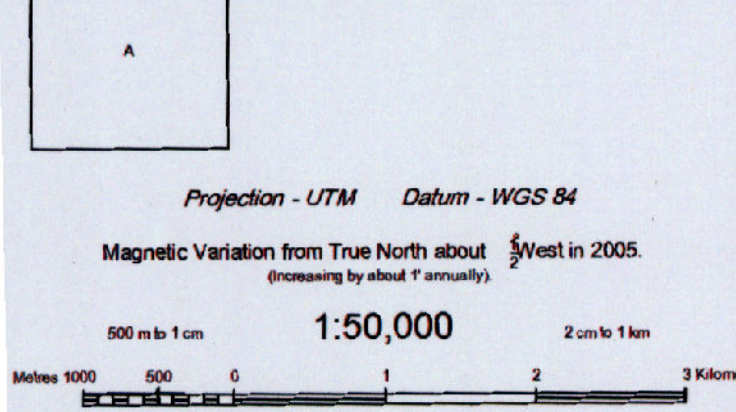 A
Projection - UTM Datum - WGS 84
Magnetic Variation from True North about ½° West in 2005.
(Increasing by about 1' annually).
500 m to 1 cm 1:50,000 2 cm to 1 km
Metres 1000 500 0 1 2 3 Kilom